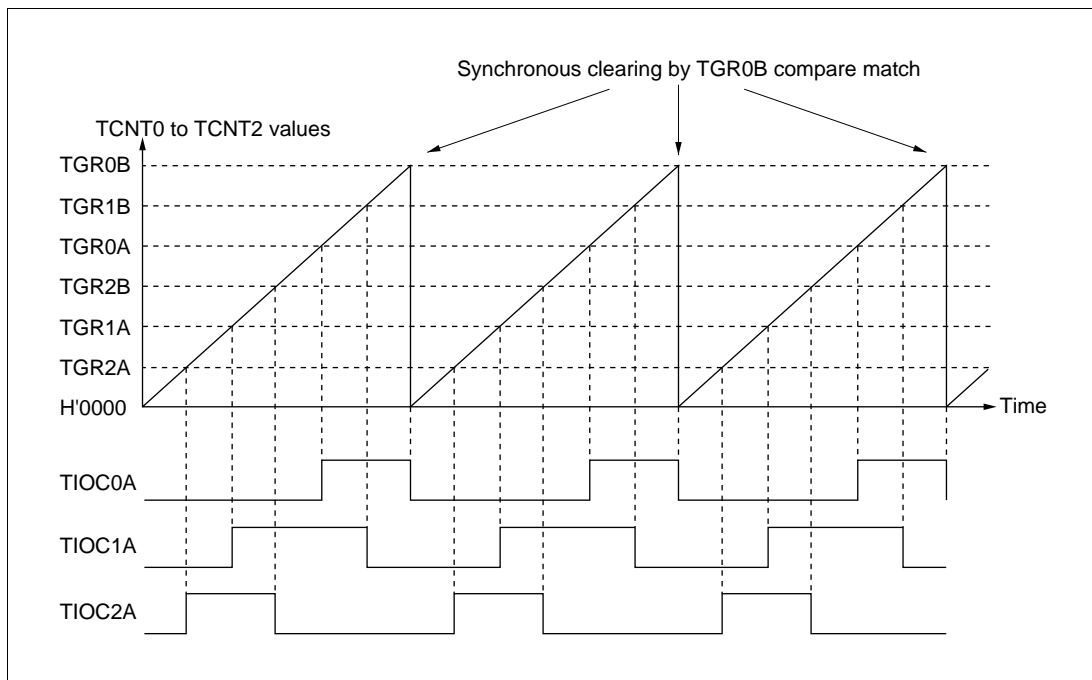 Synchronous clearing by TGR0B compare match
TCNT0 to TCNT2 values
TGR0B
TGR1B
TGR0A
TGR2B
TGR1A
TGR2A
H'0000
Time
TIOC0A
TIOC1A
TIOC2A